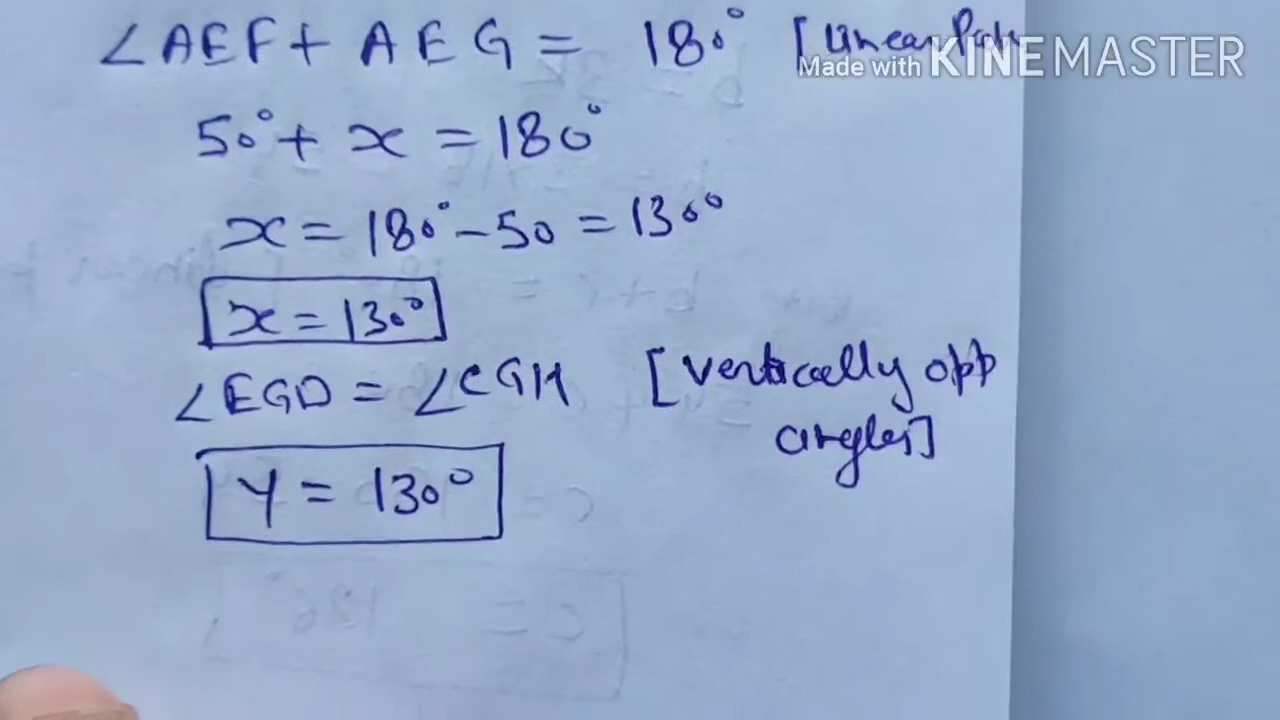 ∠AEF + AEG = 180° [Linear Pair
Made with KINEMASTER
50° + x = 180°
x = 180° - 50 = 130°
x = 130°
∠EGD = ∠CGH [vertically opp
angles]
y = 130°